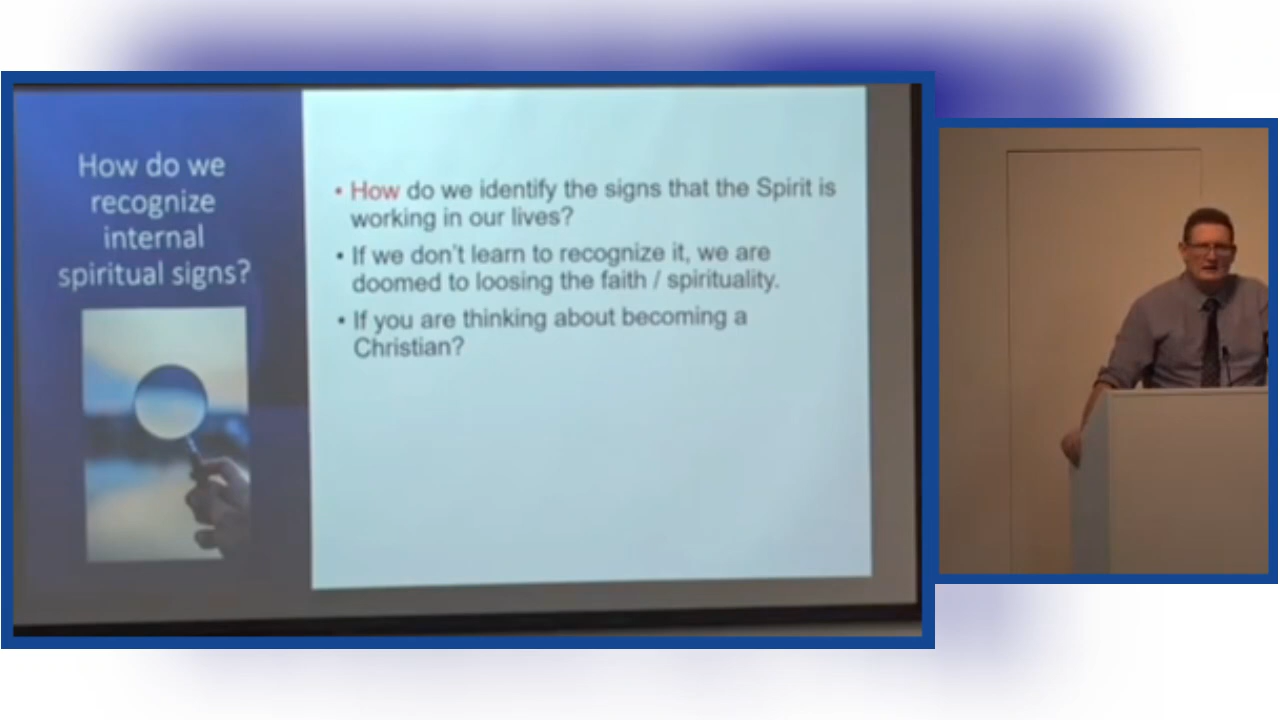 How do we
recognize
internal
spiritual signs?
• How do we identify the signs that the Spirit is
working in our lives?
• If we don't learn to recognize it, we are
doomed to loosing the faith / spirituality.
• If you are thinking about becoming a
Christian?